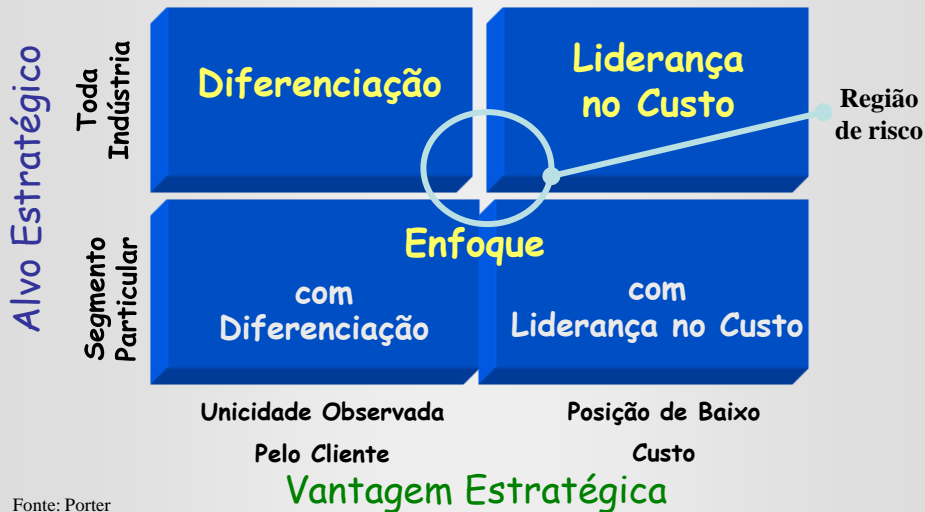 Alvo Estratégico
Toda
Indústria
Diferenciação
Liderança
no Custo
Região
de risco
Segmento
Particular
Enfoque
com
Diferenciação
com
Liderança no Custo
Unicidade Observada
Pelo Cliente
Posição de Baixo
Custo
Vantagem Estratégica
Fonte: Porter